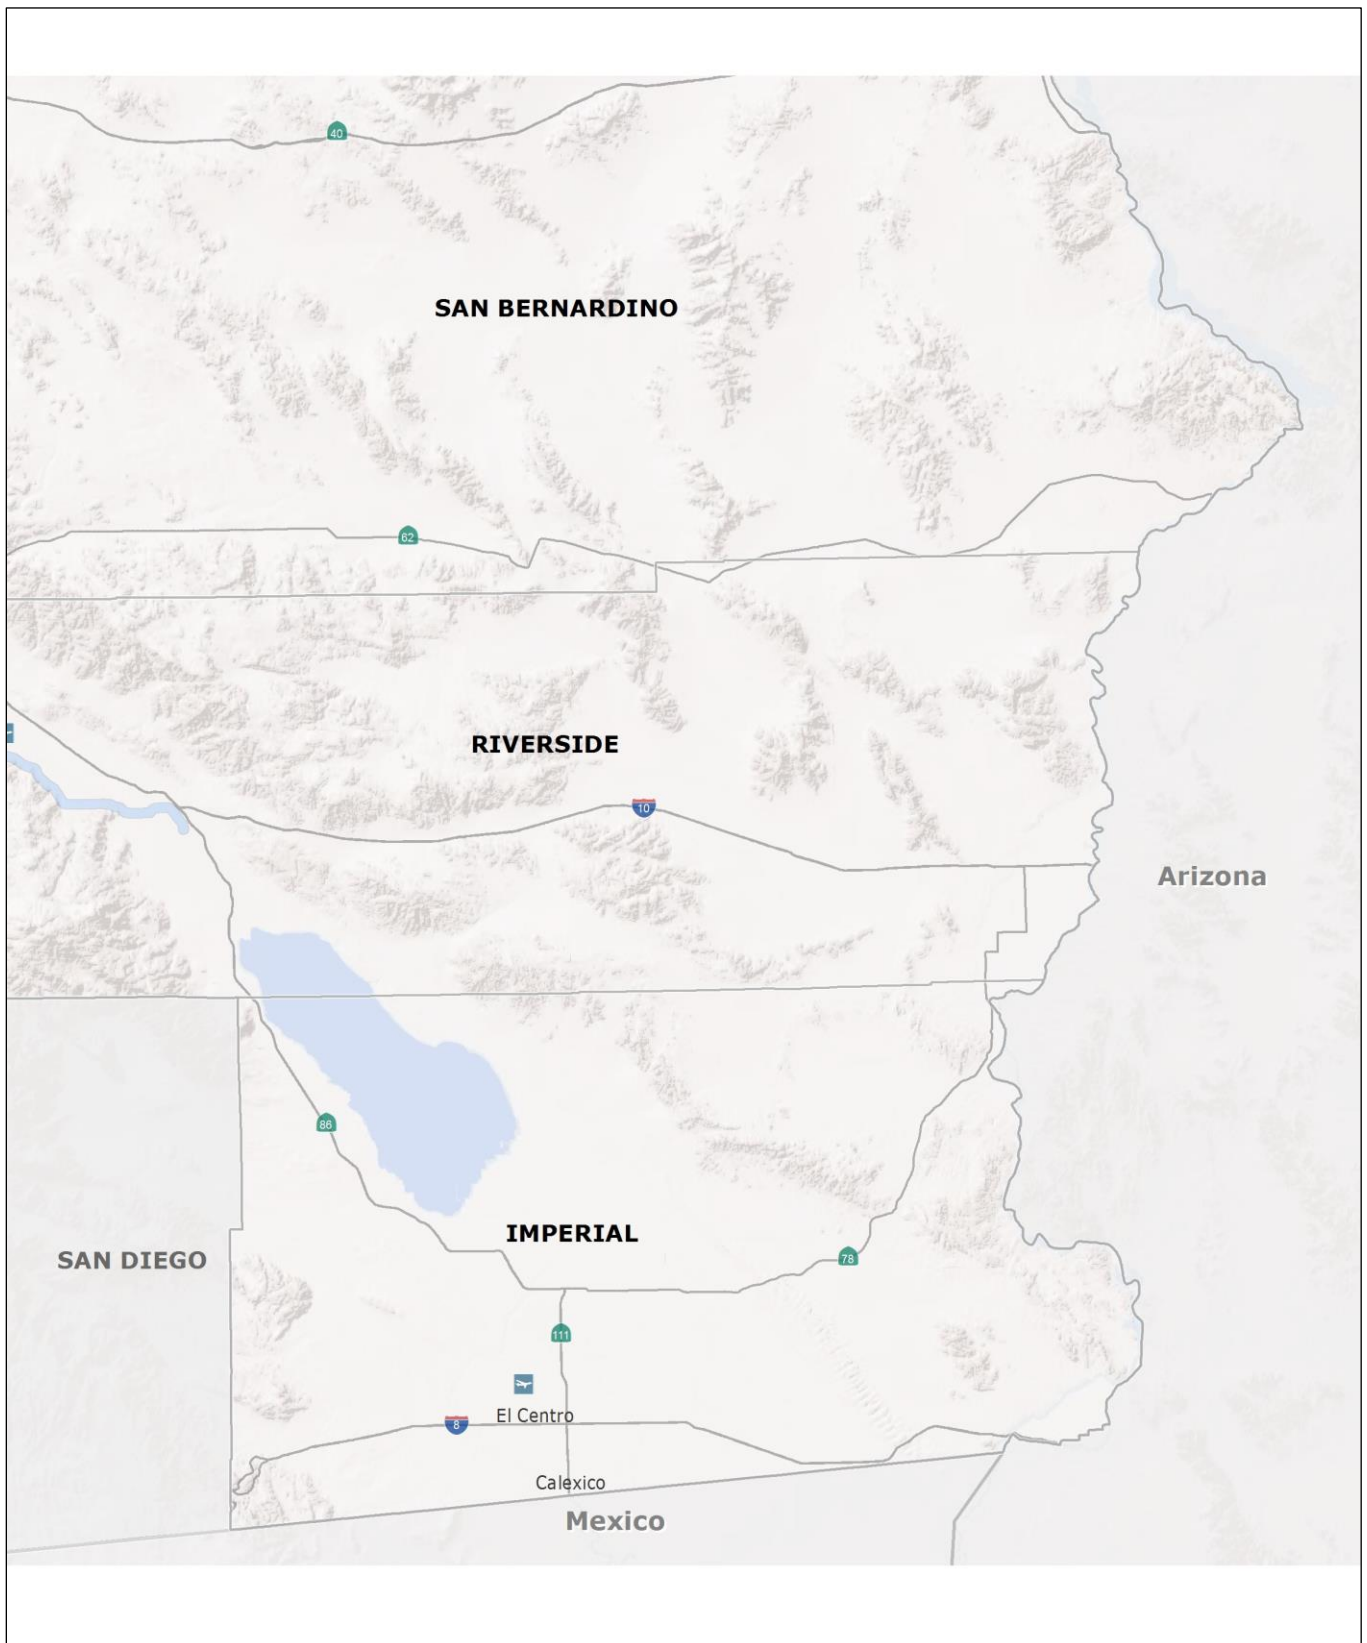 40
SAN BERNARDINO
62
RIVERSIDE
10
Arizona
86
IMPERIAL
SAN DIEGO
78
111
El Centro
8
Calexico
Mexico